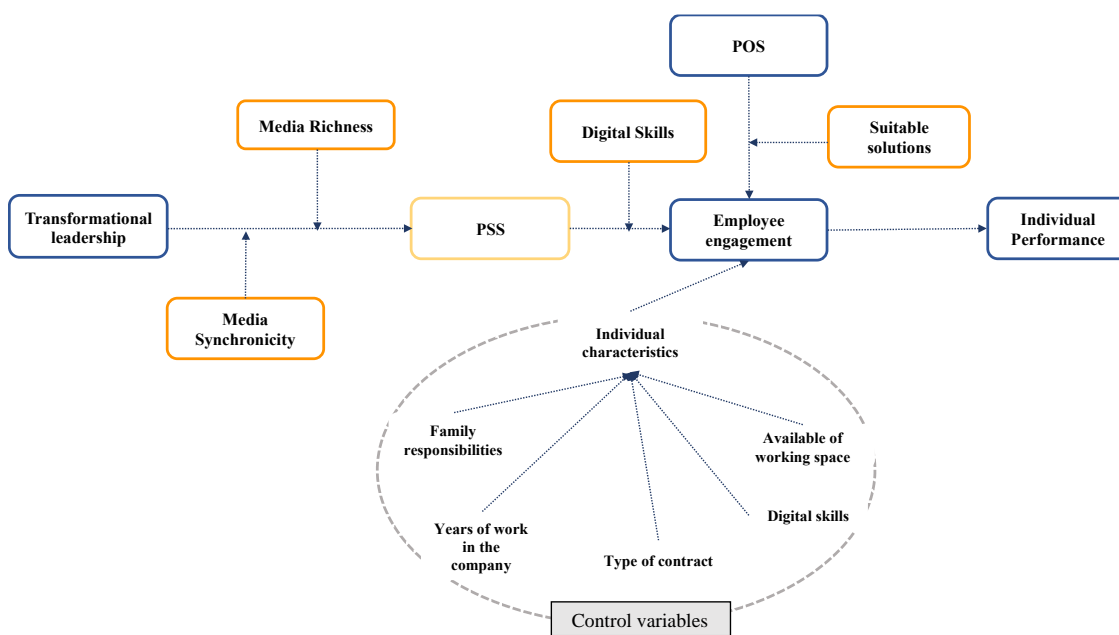 POS
Media Richness
Digital Skills
Suitable
solutions
Transformational
leadership
PSS
Employee
engagement
Individual
Performance
Media
Synchronicity
Individual
characteristics
Family
responsibilities
Available of
working space
Years of work
in the
company
Type of contract
Digital skills
Control variables